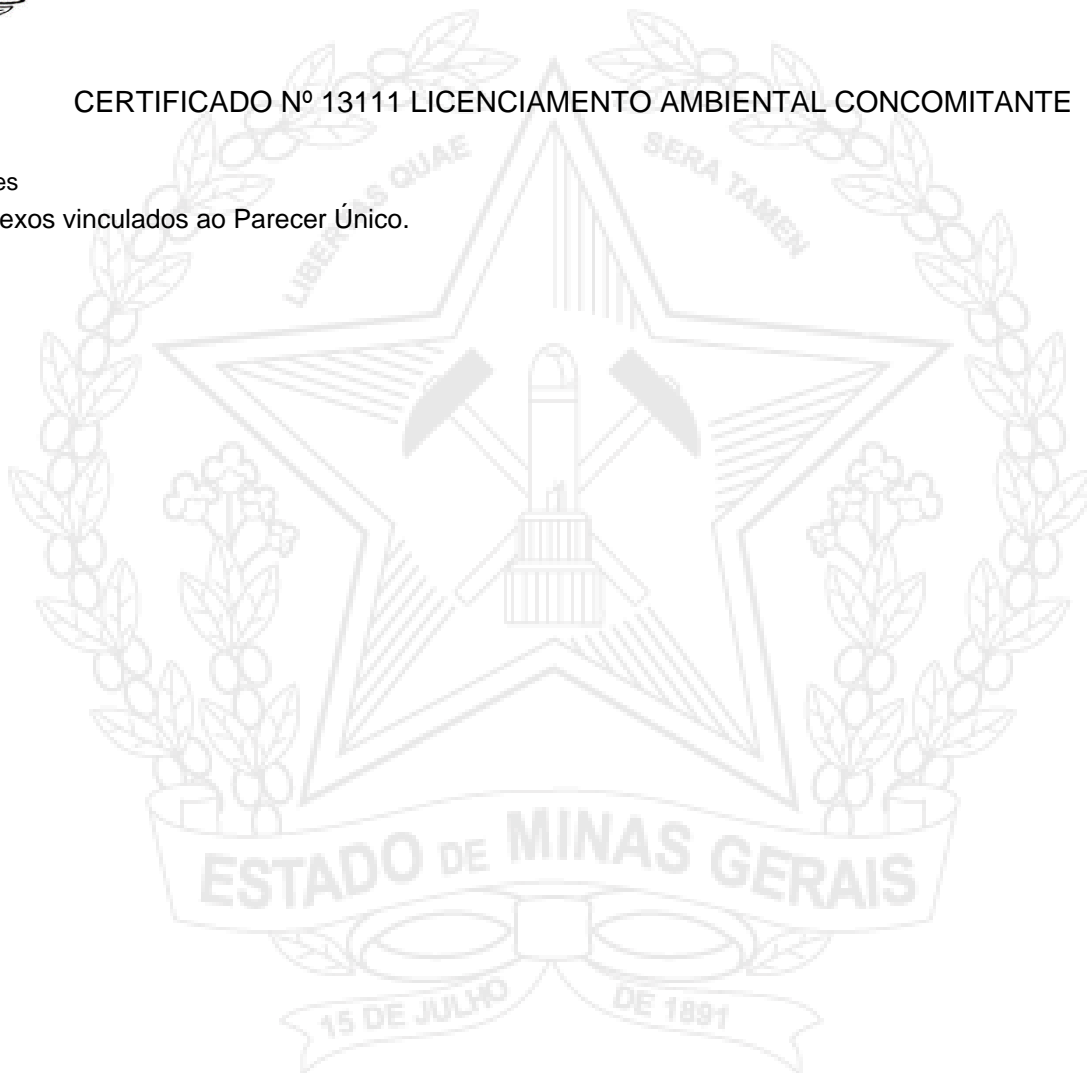 CERTIFICADO Nº 13111 LICENCIAMENTO AMBIENTAL CONCOMITANTE
es
exos vinculados ao Parecer Único.
LIBERTAS QUAE SERA TAMEN
ESTADO DE MINAS GERAIS
15 DE JULHO DE 1891